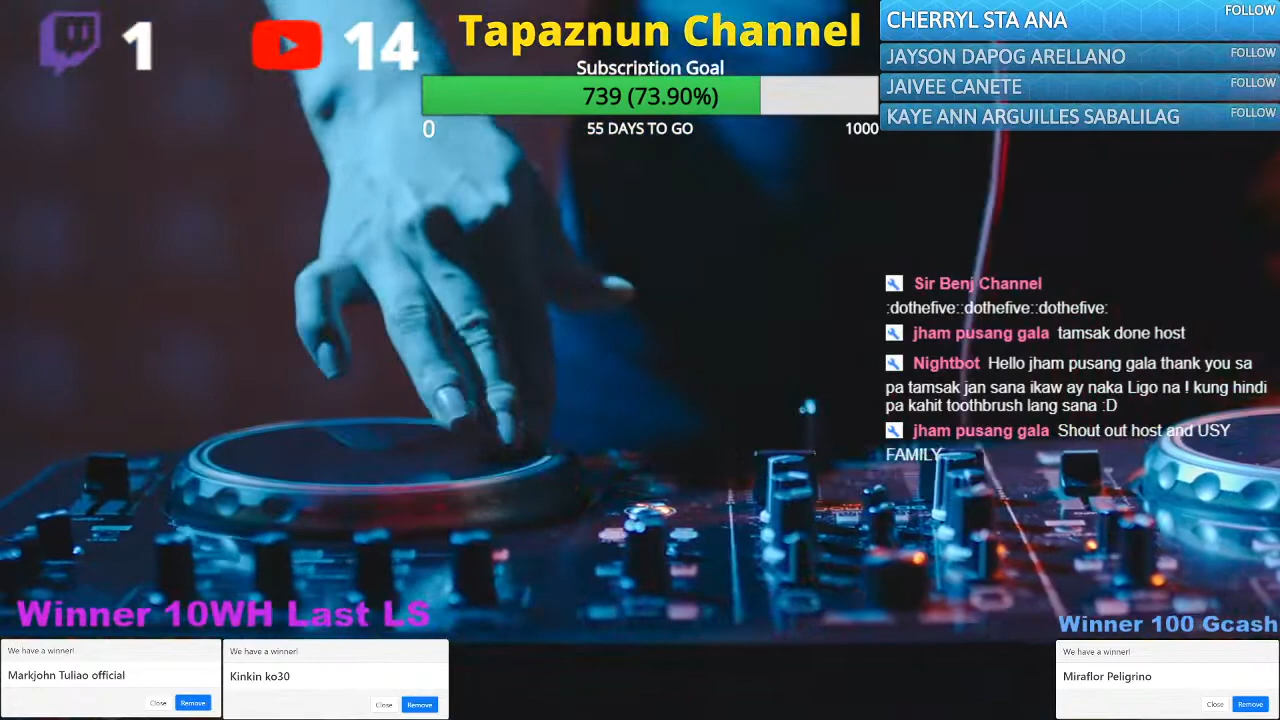 1
14
Tapaznun Channel
Subscription Goal
739 (73.90%)
0
55 DAYS TO GO
1000
CHERRYL STA ANA
FOLLOW
JAYSON DAPOG ARELLANO
FOLLOW
JAIVEE CANETE
FOLLOW
KAYE ANN ARGUILLES SABALILAG
FOLLOW
Sir Benj Channel
:dothefive::dothefive::dothefive:
jham pusang gala tamsak done host
Nightbot Hello jham pusang gala thank you sa
pa tamsak jan sana ikaw ay naka Ligo na ! kung hindi
pa kahit toothbrush lang sana :D
jham pusang gala Shout out host and USY
FAMILY
Winner 10WH Last LS
We have a winner!
Markjohn Tuliao official
Close Remove
We have a winner!
Kinkin ko30
Close Remove
Winner 100 Gcash
We have a winner!
Miraflor Peligrino
Close Remove